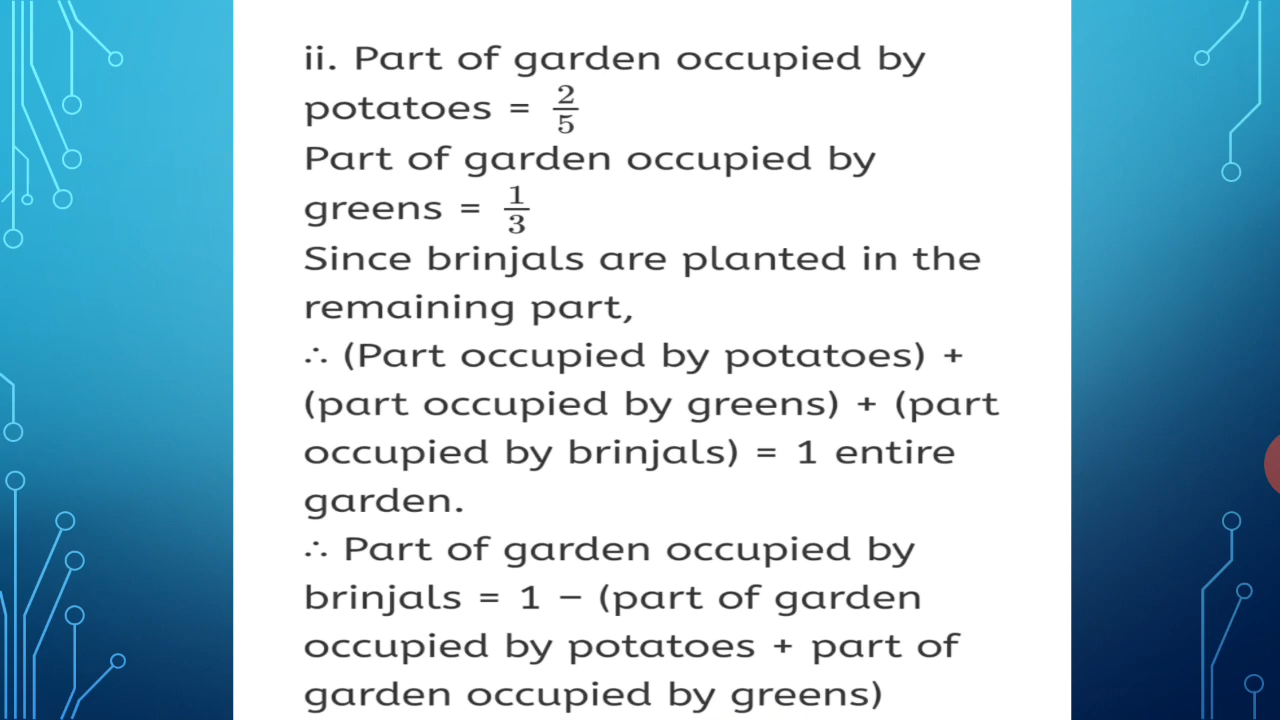 ii. Part of garden occupied by
potatoes = 2/5
Part of garden occupied by
greens = 1/3
Since brinjals are planted in the
remaining part,
∴ (Part occupied by potatoes) +
(part occupied by greens) + (part
occupied by brinjals) = 1 entire
garden.
∴ Part of garden occupied by
brinjals = 1 − (part of garden
occupied by potatoes + part of
garden occupied by greens)